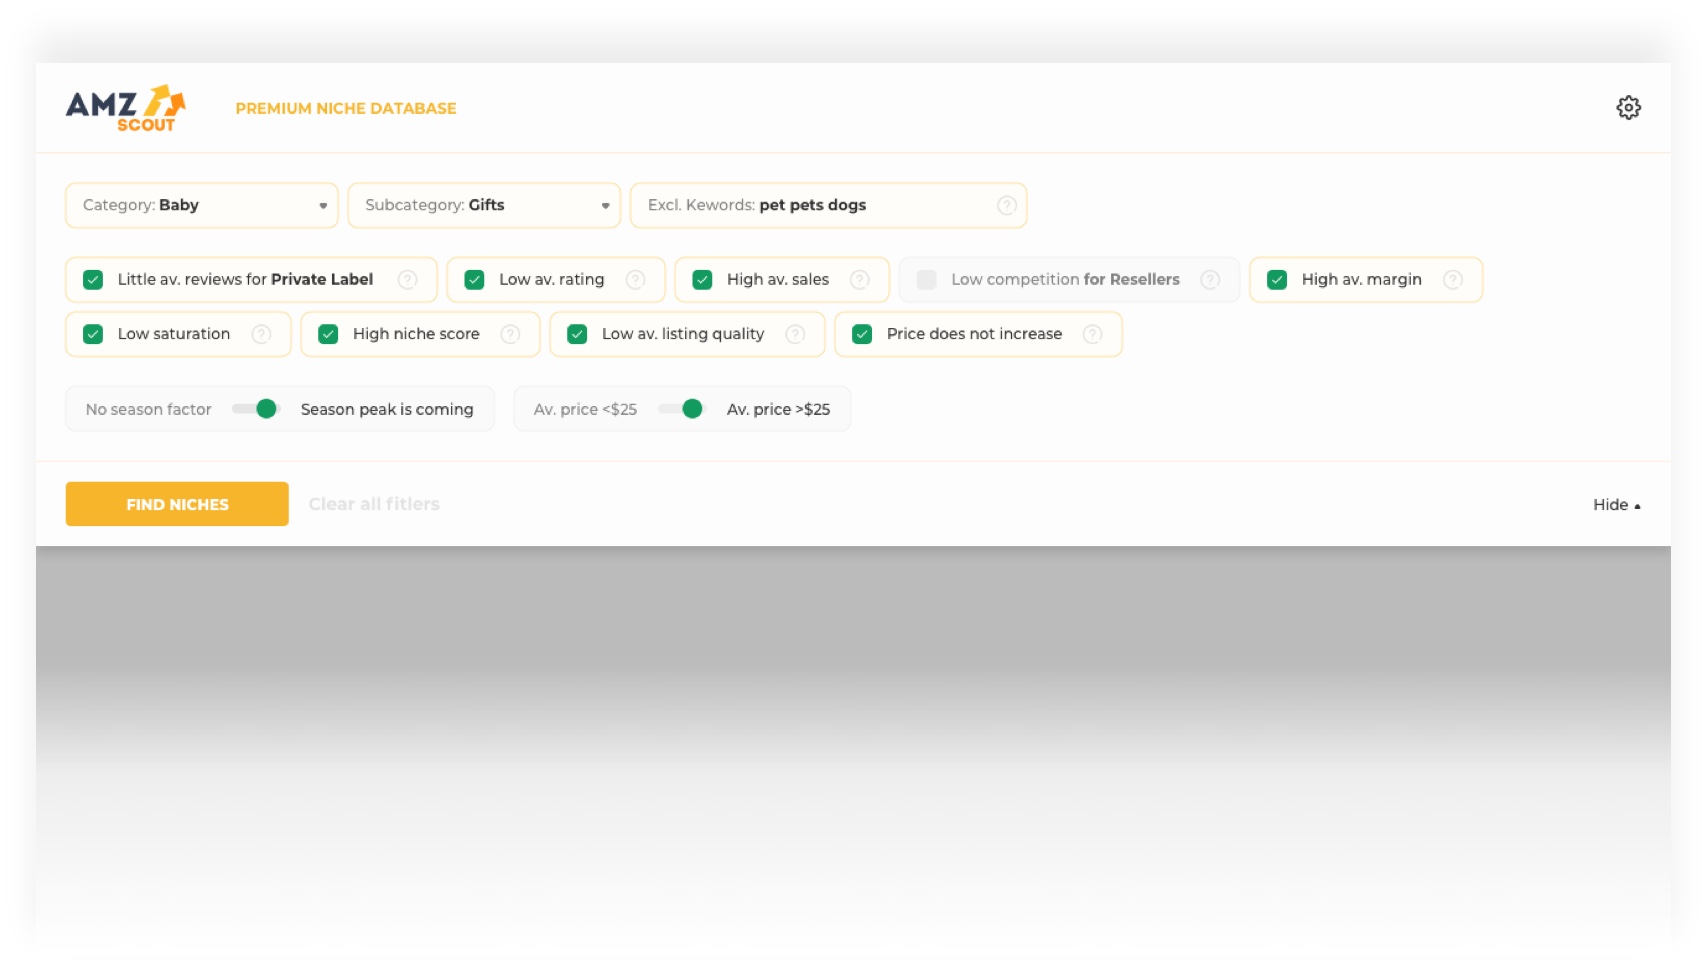 AMZ
SCOUT
PREMIUM NICHE DATABASE
Category: Baby
Subcategory: Gifts
Excl. Kewords: pet pets dogs
?
Little av. reviews for Private Label ?
Low av. rating ?
High av. sales ?
Low competition for Resellers ?
High av. margin ?
Low saturation ?
High niche score ?
Low av. listing quality ?
Price does not increase ?
No season factor
Season peak is coming
Av. price <$25
Av. price >$25
FIND NICHES
Clear all fitlers
Hide